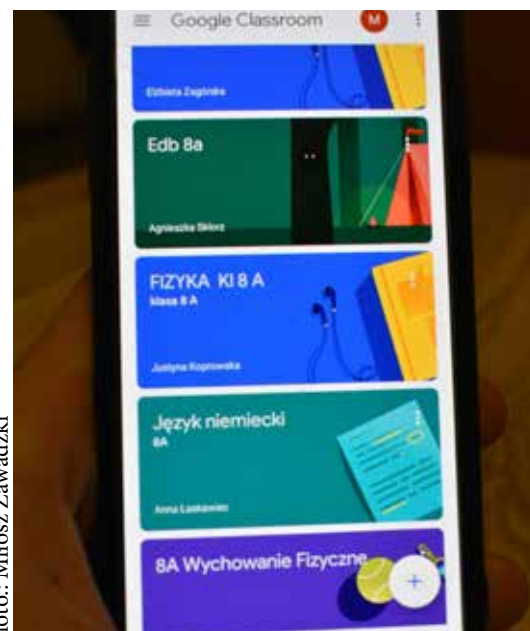 Google Classroom
M
Elżbieta Zagórska
Edb 8a
Agnieszka Sklorz
FIZYKA Kl 8 A
klasa 8 A
Justyna Koprowska
Język niemiecki
8A
Anna Laskowiec
8A Wychowanie Fizyczne
+
foto.: Miłosz Zawadzki